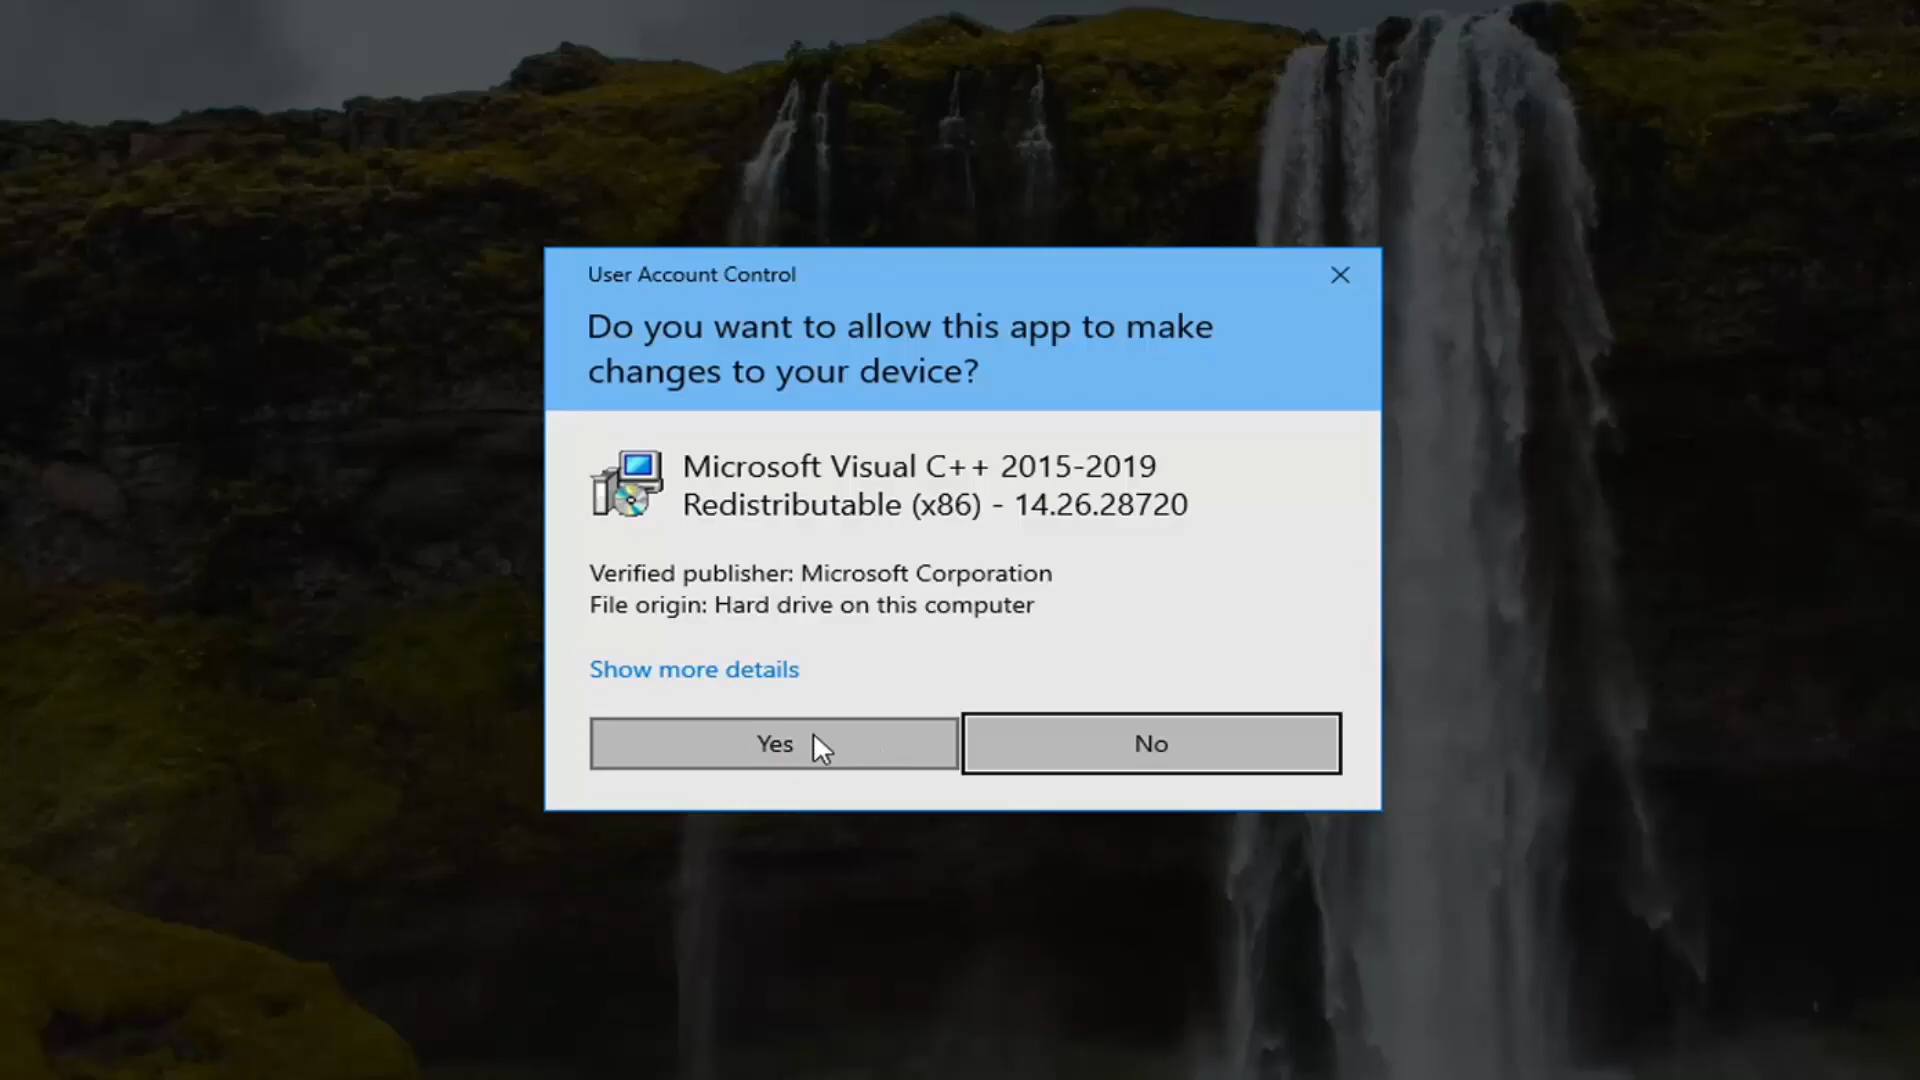 User Account Control
Do you want to allow this app to make
changes to your device?
Microsoft Visual C++ 2015-2019
Redistributable (x86) - 14.26.28720
Verified publisher: Microsoft Corporation
File origin: Hard drive on this computer
Show more details
Yes
No